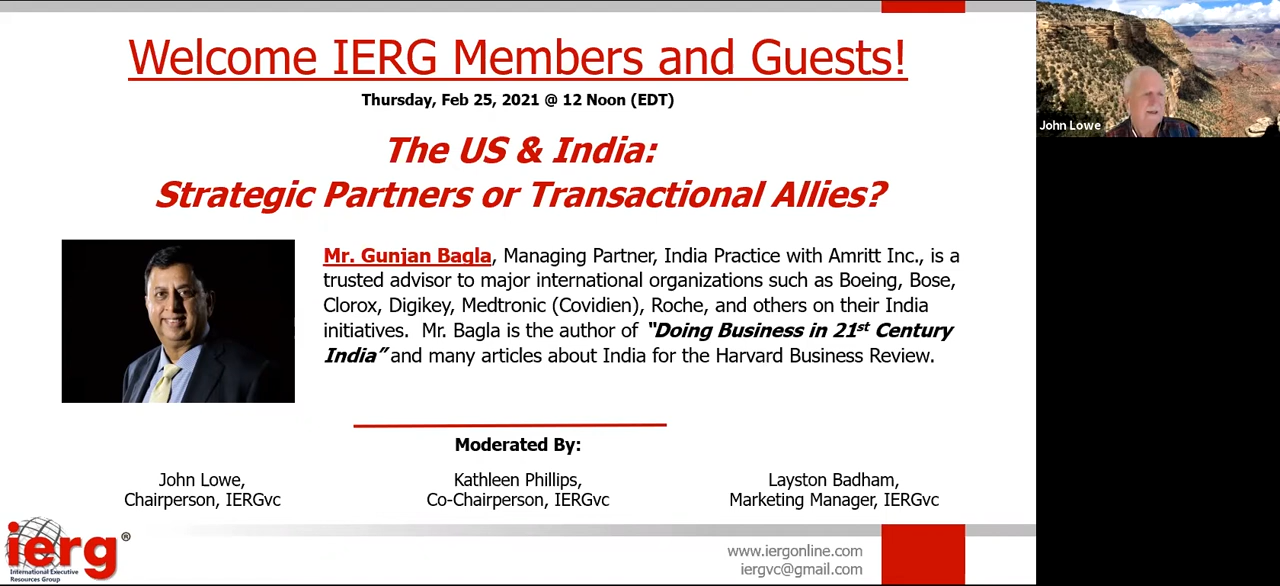 Welcome IERG Members and Guests!
Thursday, Feb 25, 2021 @ 12 Noon (EDT)
The US & India:
Strategic Partners or Transactional Allies?
Mr. Gunjan Bagla, Managing Partner, India Practice with Amritt Inc., is a
trusted advisor to major international organizations such as Boeing, Bose,
Clorox, Digikey, Medtronic (Covidien), Roche, and others on their India
initiatives. Mr. Bagla is the author of “Doing Business in 21st Century
India” and many articles about India for the Harvard Business Review.
Moderated By:
John Lowe,
Chairperson, IERGvc
Kathleen Phillips,
Co-Chairperson, IERGvc
Layston Badham,
Marketing Manager, IERGvc
ierg®
International Executive
Resources Group
www.iergonline.com
iergvc@gmail.com
John Lowe